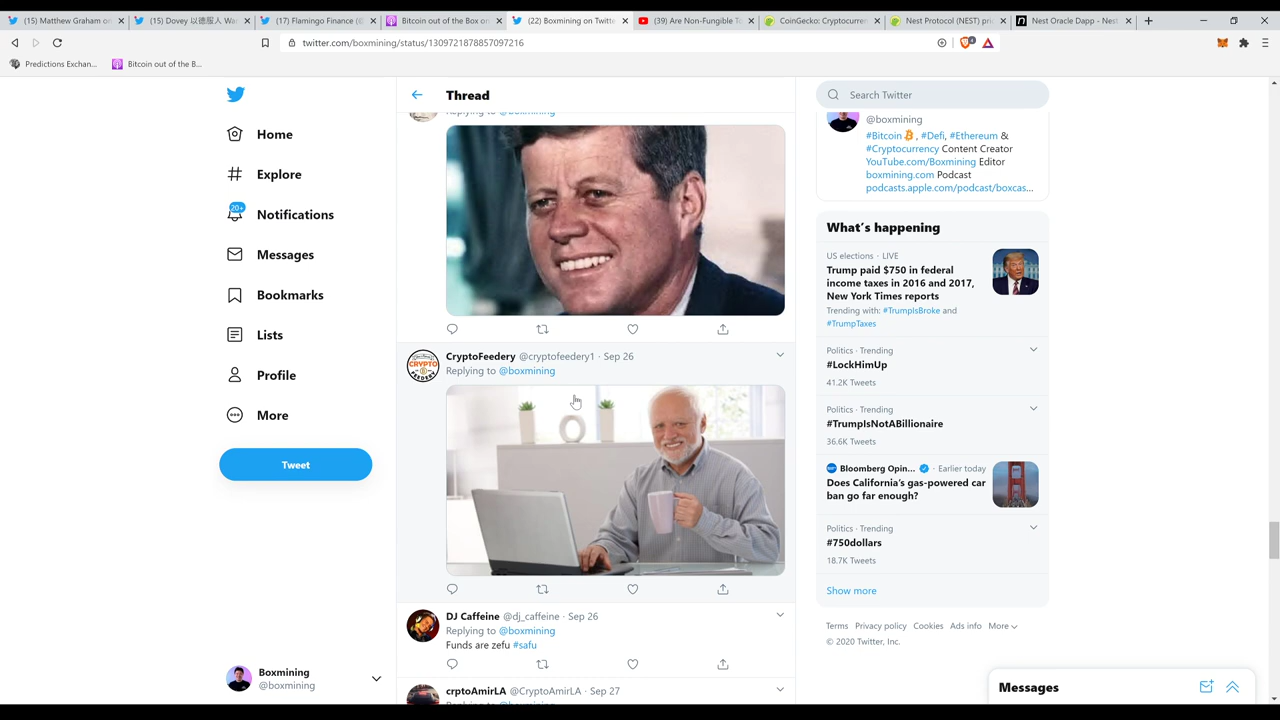 (15) Matthew Graham o
(15) Dovey 以德服人 Wa
(17) Flamingo Finance (
Bitcoin out of the Box o
(22) Boxmining on Twitt
(39) Are Non-Fungible T
CoinGecko: Cryptocurre
Nest Protocol (NEST) pri
Nest Oracle Dapp - Nest
twitter.com/boxmining/status/1309721878857097216
Predictions Exchan...
Bitcoin out of the B...
Home
Explore
20+
Notifications
Messages
Bookmarks
Lists
Profile
More
Tweet
Boxmining
@boxmining
Thread
Replying to @boxmining
CryptoFeedery @cryptofeedery1 · Sep 26
Replying to @boxmining
DJ Caffeine @dj_caffeine · Sep 26
Replying to @boxmining
Funds are zefu #safu
crptoAmirLA @CryptoAmirLA · Sep 27
Search Twitter
@boxmining
#Bitcoin , #Defi, #Ethereum &
#Cryptocurrency Content Creator
YouTube.com/Boxmining Editor
boxmining.com Podcast
podcasts.apple.com/podcast/boxcas...
What's happening
US elections · LIVE
Trump paid $750 in federal
income taxes in 2016 and 2017,
New York Times reports
Trending with: #TrumpIsBroke and
#TrumpTaxes
Politics · Trending
#LockHimUp
41.2K Tweets
Politics · Trending
#TrumpIsNotABillionaire
36.6K Tweets
Bloomberg Opin... · Earlier today
Does California's gas-powered car
ban go far enough?
Politics · Trending
#750dollars
18.7K Tweets
Show more
Terms Privacy policy Cookies Ads info More
© 2020 Twitter, Inc.
Messages